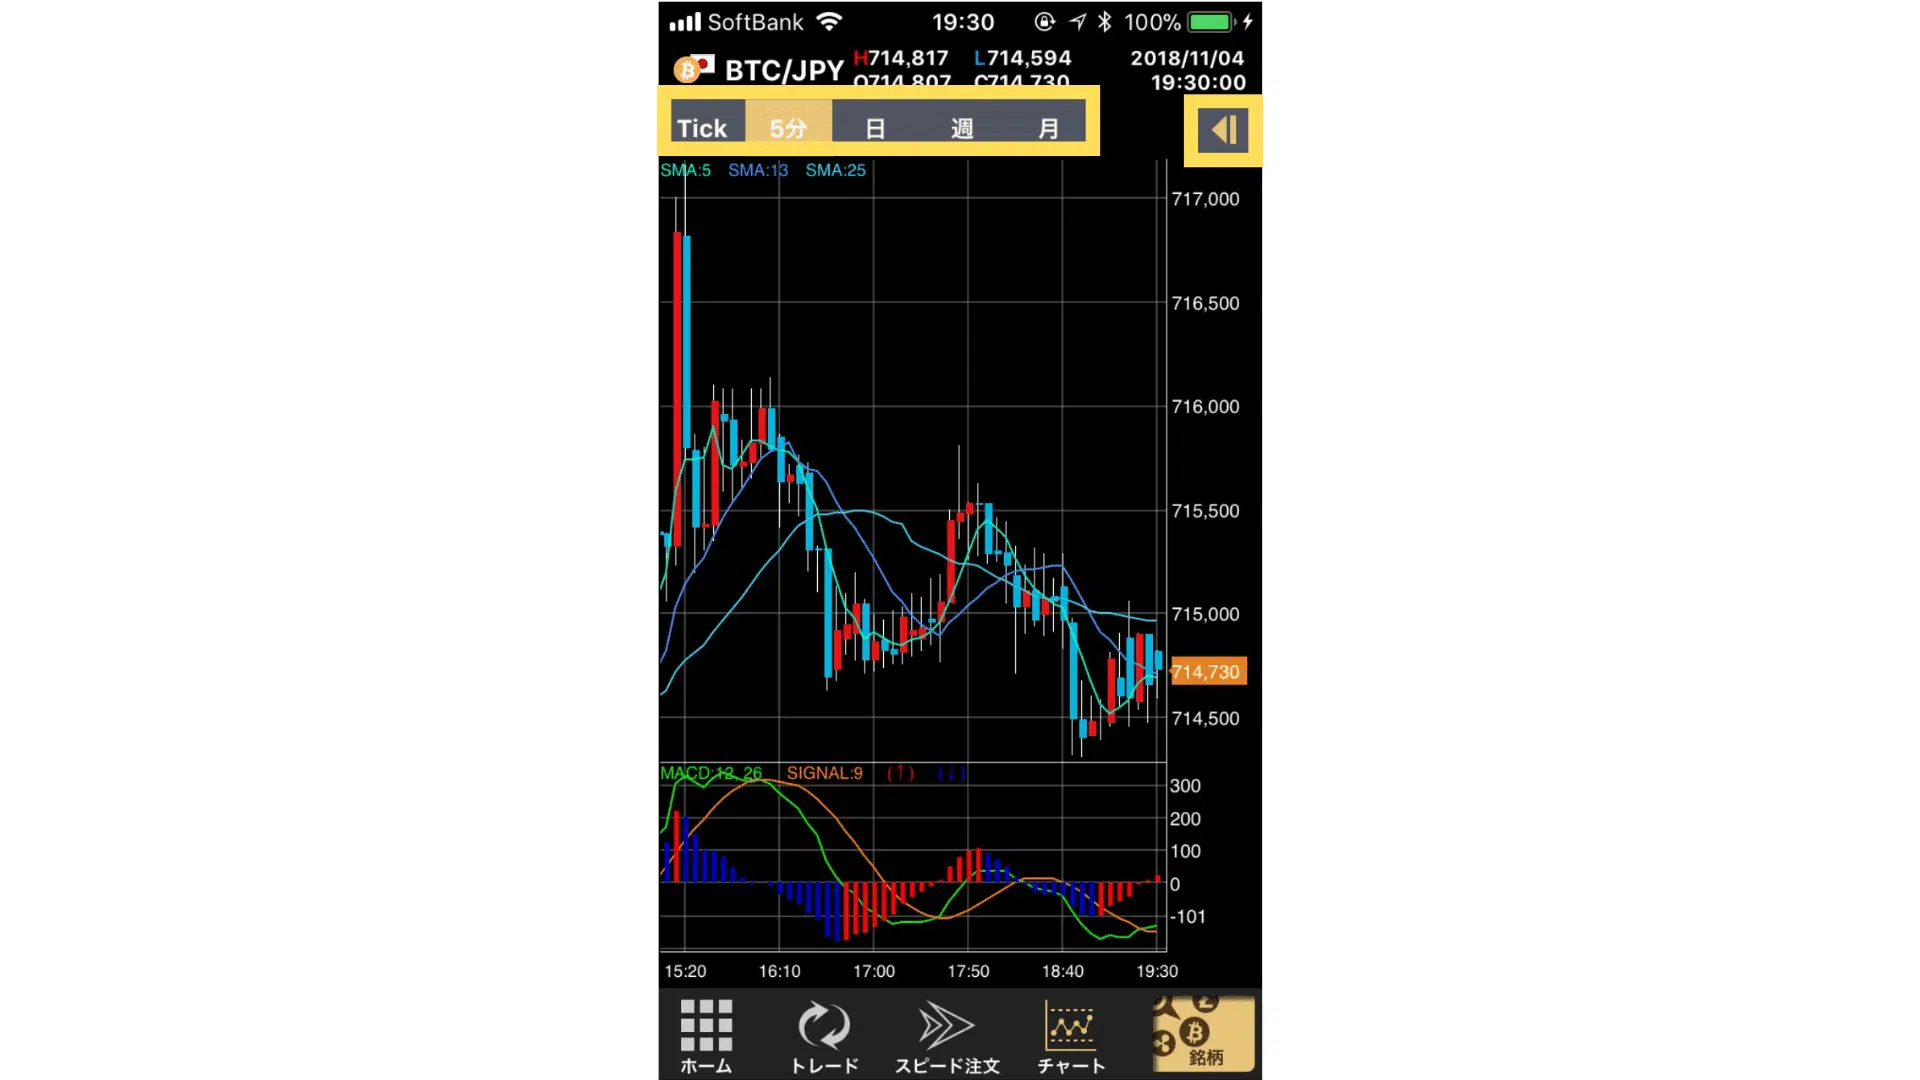 SoftBank 19:30 100%
BTC/JPY H714,817 L714,594 2018/11/04
O714,807 C714,730 19:30:00
Tick 5分 日 週 月
SMA:5 SMA:13 SMA:25
717,000
716,500
716,000
715,500
715,000
714,730
714,500
MACD:12, 26 SIGNAL:9 (↑) (↓)
300
200
100
0
-101
15:20 16:10 17:00 17:50 18:40 19:30
ホーム トレード スピード注文 チャート 銘柄